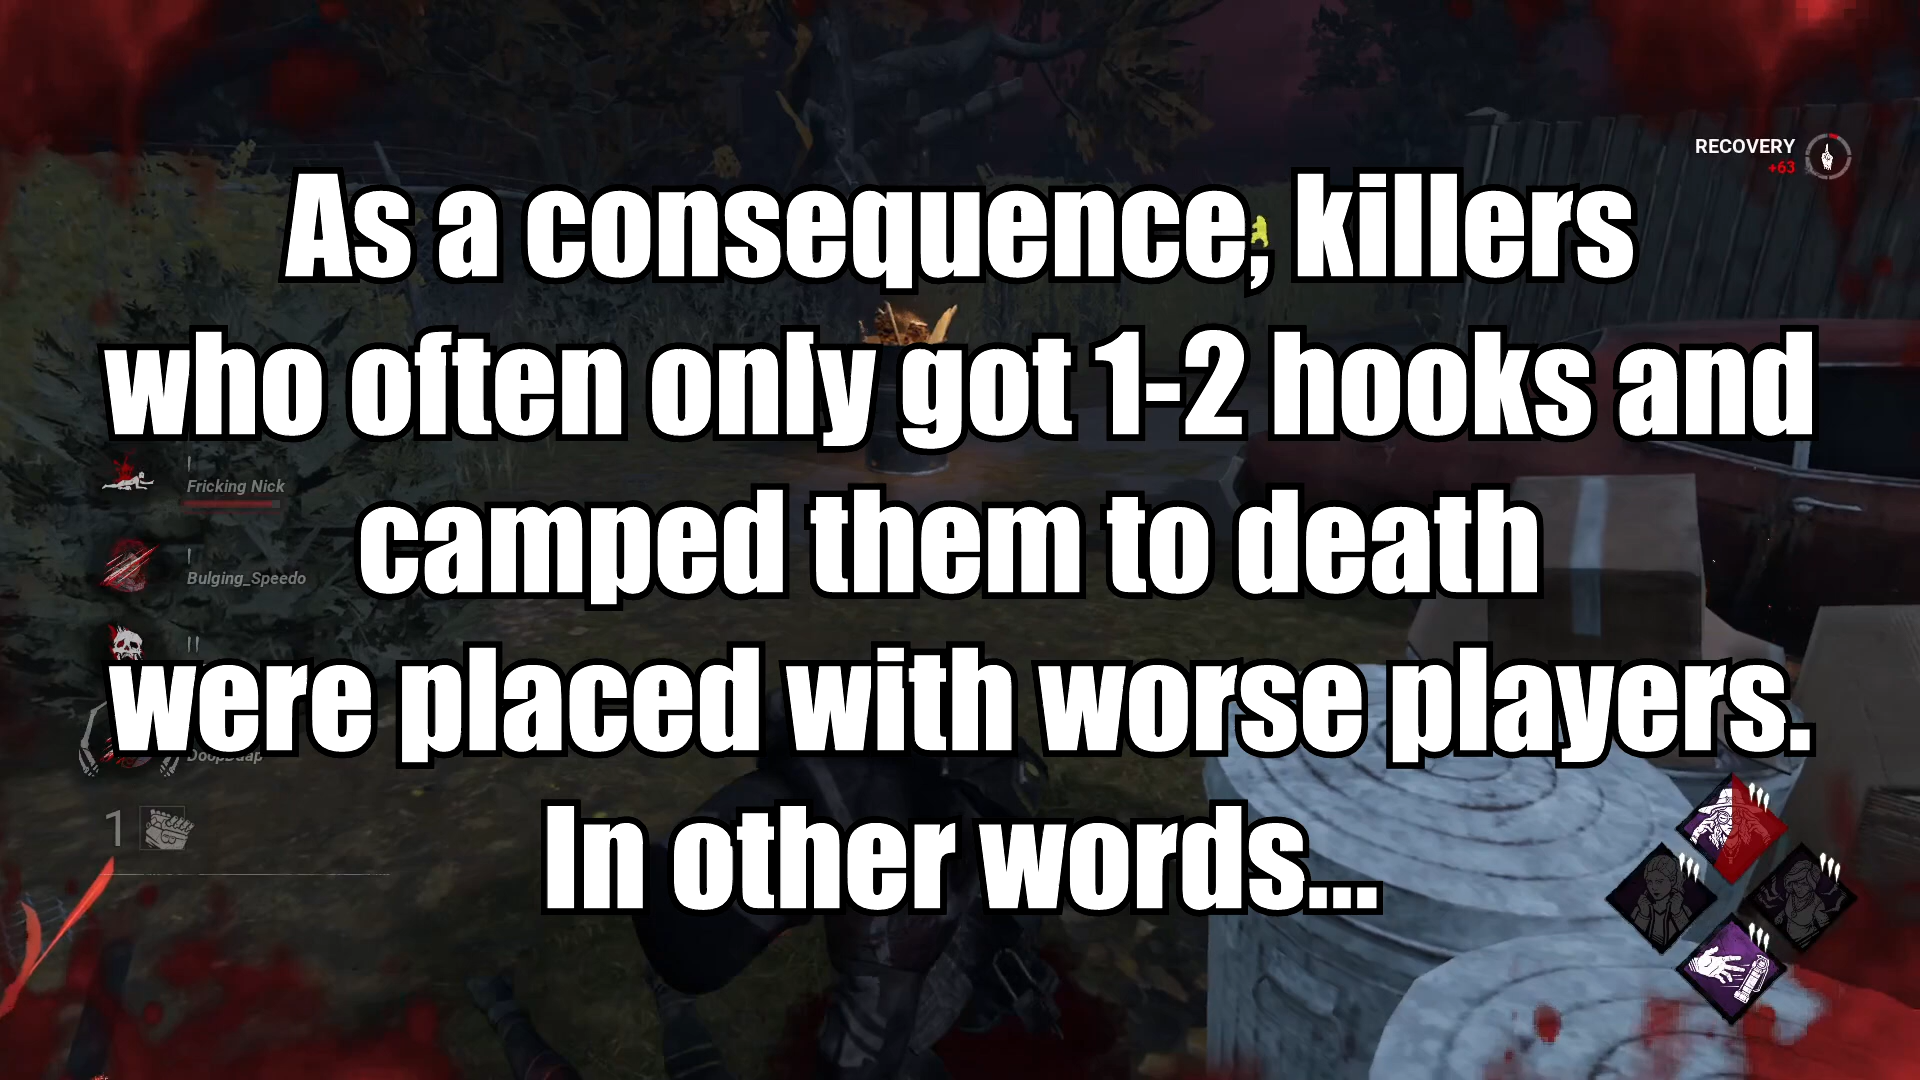 RECOVERY
+63
As a consequence, killers
who often only got 1-2 hooks and
camped them to death
were placed with worse players.
In other words...
Fricking Nick
Bulging_Speedo
DoopDaap
1